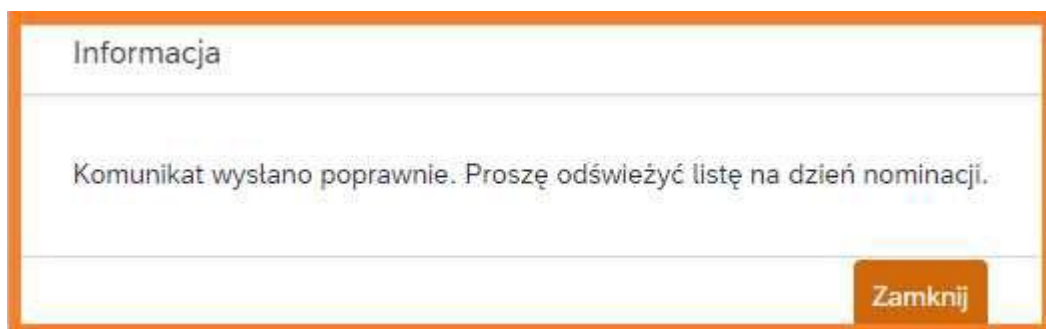 Informacja
Komunikat wysłano poprawnie. Proszę odświeżyć listę na dzień nominacji.
Zamknij